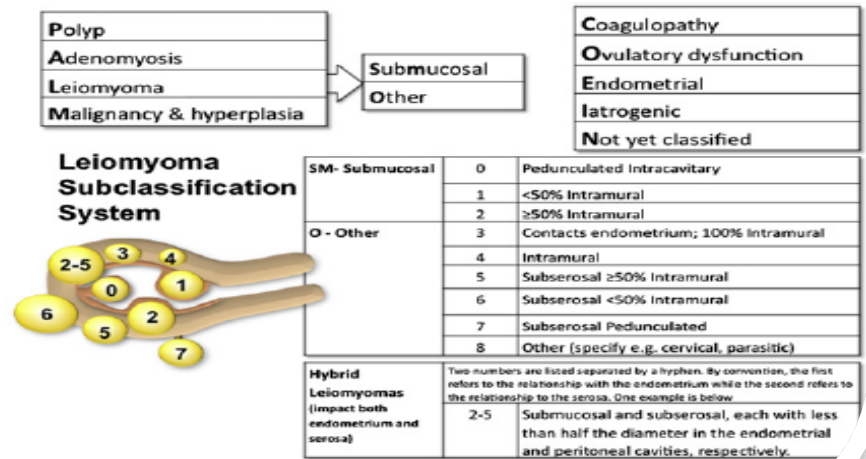 Polyp
Adenomyosis
Leiomyoma
Malignancy & hyperplasia
Submucosal
Other
Coagulopathy
Ovulatory dysfunction
Endometrial
Iatrogenic
Not yet classified
Leiomyoma
Subclassification
System
3
4
2-5
0
1
6
2
5
7
SM- Submucosal 0 Pedunculated Intracavitary
1 <50% Intramural
2 ≥50% Intramural
O - Other 3 Contacts endometrium; 100% Intramural
4 Intramural
5 Subserosal ≥50% Intramural
6 Subserosal <50% Intramural
7 Subserosal Pedunculated
8 Other (specify e.g. cervical, parasitic)
Hybrid
Leiomyomas
(impact both
endometrium and
serosa)
Two numbers are listed separated by a hyphen. By convention, the first
refers to the relationship with the endometrium while the second refers to
the relationship to the serosa. One example is below
2-5 Submucosal and subserosal, each with less
than half the diameter in the endometrial
and peritoneal cavities, respectively.